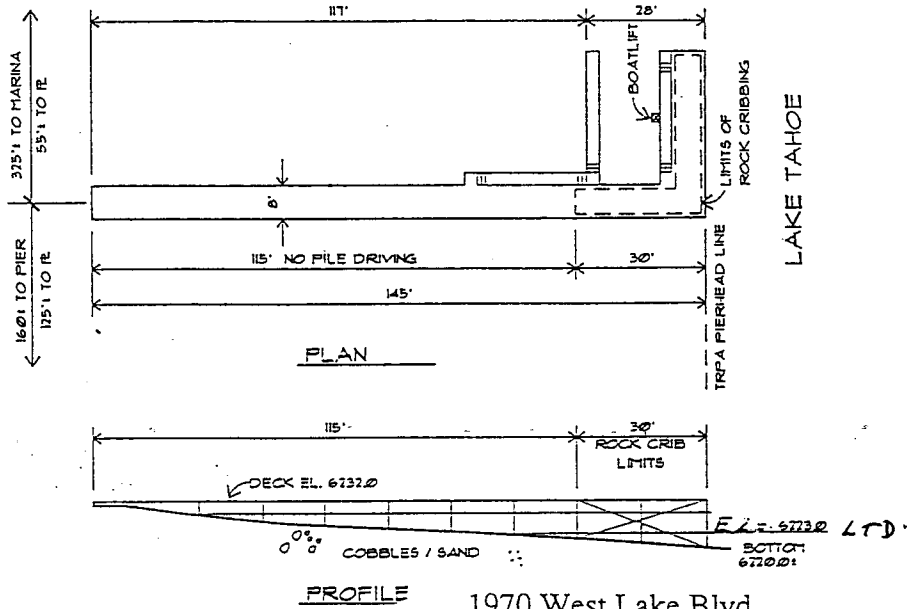 117'
28'
325'± TO MARINA
55'± TO PL
BOATLIFT
LIMITS OF
ROCK CRIBBING
LAKE TAHOE
8'
160'± TO PIER
125'± TO PL
115' NO PILE DRIVING
30'
145'
TRPA PIERHEAD LINE
PLAN
115'
30'
ROCK CRIB
LIMITS
DECK EL. 6232.0
EL = 6223.0 LTD.
COBBLES / SAND
BOTTOM
6220.0±
PROFILE
1970 West Lake Blvd